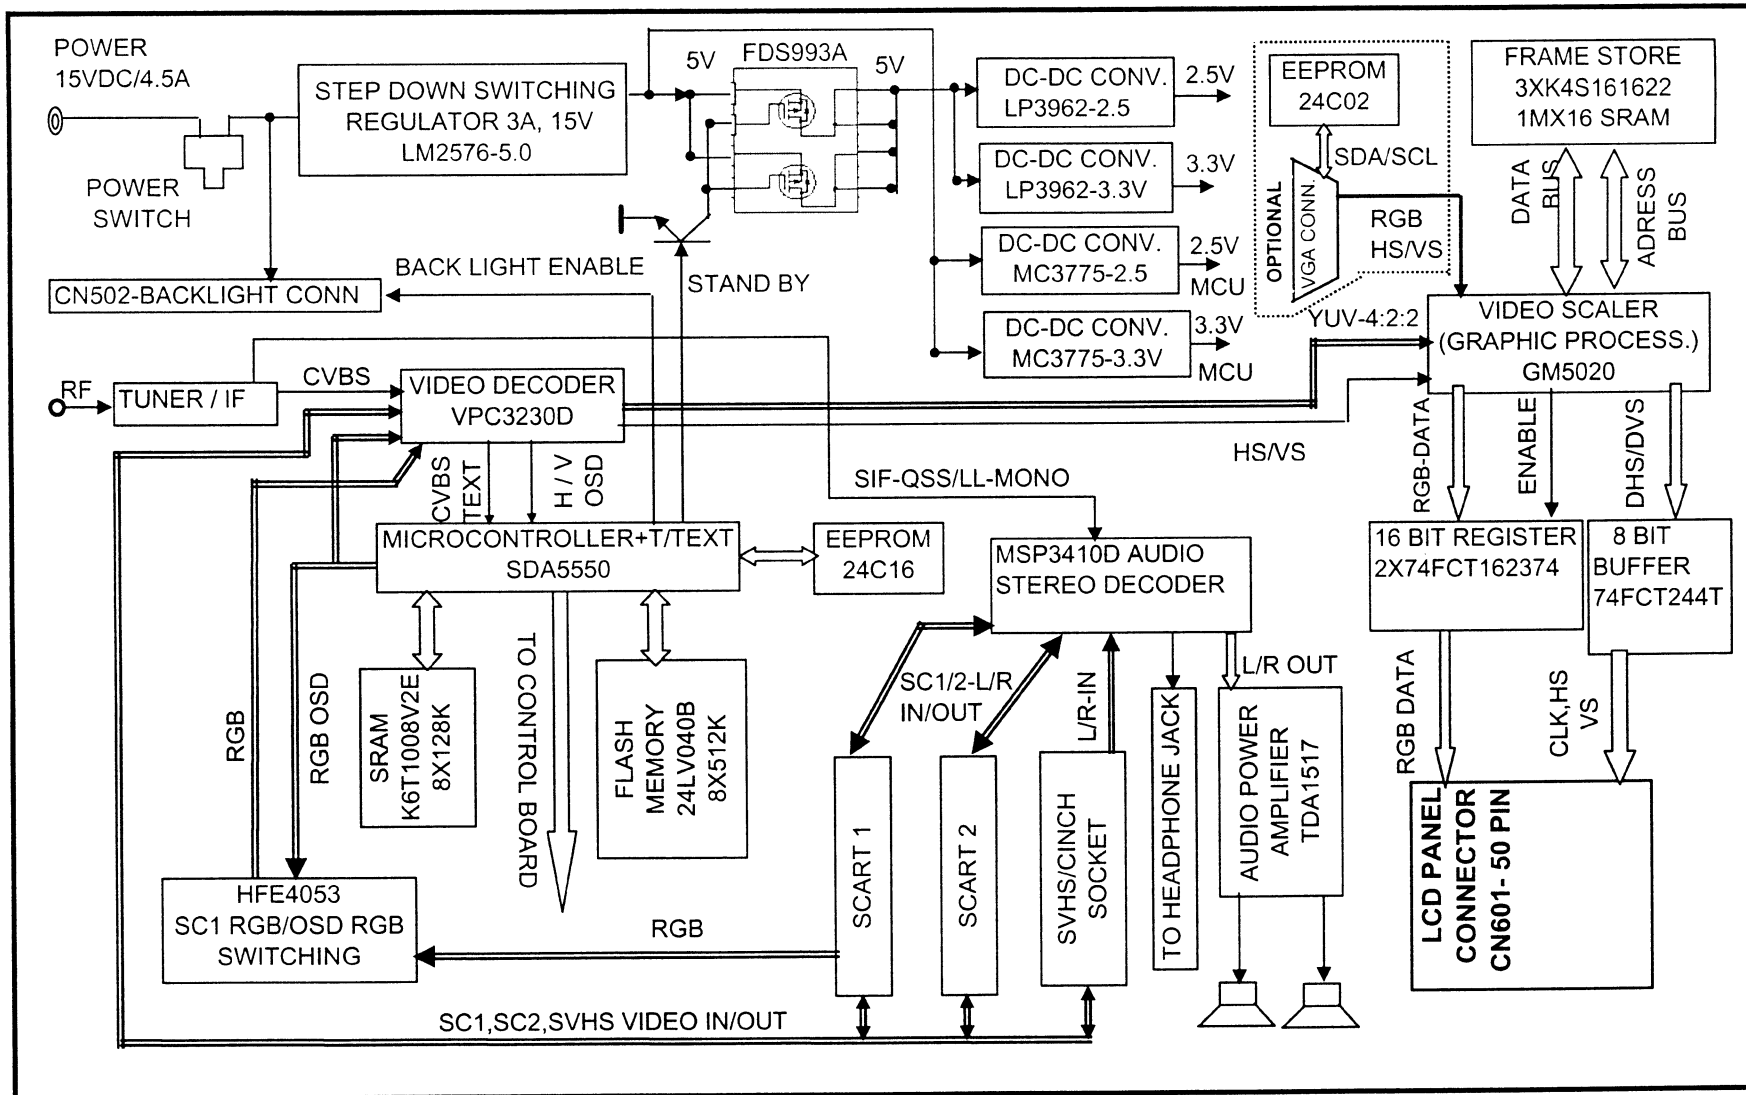 POWER
15VDC/4.5A
POWER
SWITCH
STEP DOWN SWITCHING
REGULATOR 3A, 15V
LM2576-5.0
5V
FDS993A
5V
DC-DC CONV.
LP3962-2.5
2.5V
DC-DC CONV.
LP3962-3.3V
3.3V
DC-DC CONV.
MC3775-2.5
2.5V
MCU
DC-DC CONV.
MC3775-3.3V
3.3V
MCU
EEPROM
24C02
SDA/SCL
OPTIONAL
VGA CONN.
RGB
HS/VS
FRAME STORE
3XK4S161622
1MX16 SRAM
DATA
BUS
ADRESS
BUS
CN502-BACKLIGHT CONN
BACK LIGHT ENABLE
STAND BY
YUV-4:2:2
VIDEO SCALER
(GRAPHIC PROCESS.)
GM5020
RF
TUNER / IF
CVBS
VIDEO DECODER
VPC3230D
HS/VS
CVBS
TEXT
H / V
OSD
SIF-QSS/LL-MONO
RGB-DATA
ENABLE
DHS/DVS
MICROCONTROLLER+T/TEXT
SDA5550
EEPROM
24C16
MSP3410D AUDIO
STEREO DECODER
16 BIT REGISTER
2X74FCT162374
8 BIT
BUFFER
74FCT244T
RGB
RGB OSD
SRAM
K6T1008V2E
8X128K
TO CONTROL BOARD
FLASH
MEMORY
24LV040B
8X512K
SC1/2-L/R
IN/OUT
L/R-IN
L/R OUT
RGB DATA
CLK,HS
VS
SCART 1
SCART 2
SVHS/CINCH
SOCKET
TO HEADPHONE JACK
AUDIO POWER
AMPLIFIER
TDA1517
LCD PANEL
CONNECTOR
CN601- 50 PIN
HFE4053
SC1 RGB/OSD RGB
SWITCHING
RGB
SC1,SC2,SVHS VIDEO IN/OUT